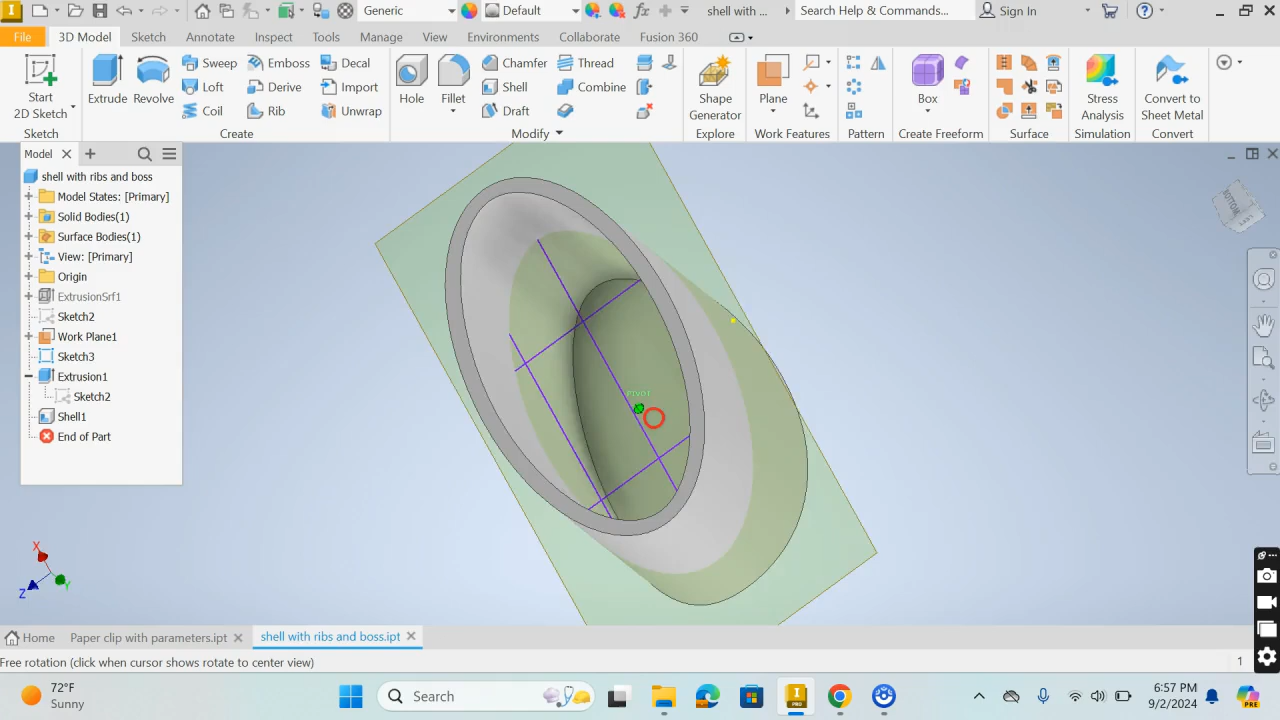 I PRO Generic Default fx shell with ... Search Help & Commands... Sign In
File 3D Model Sketch Annotate Inspect Tools Manage View Environments Collaborate Fusion 360
Sweep Emboss Decal Chamfer Thread
Loft Derive Import Shell Combine
Coil Rib Unwrap Draft
Start 2D Sketch Extrude Revolve Hole Fillet Shape Generator Plane Box Stress Analysis Convert to Sheet Metal
Sketch Create Modify Explore Work Features Pattern Create Freeform Surface Simulation Convert
Model
shell with ribs and boss
Model States: [Primary]
Solid Bodies(1)
Surface Bodies(1)
View: [Primary]
Origin
ExtrusionSrf1
Sketch2
Work Plane1
Sketch3
Extrusion1
Sketch2
Shell1
End of Part
BOTTOM
PIVOT
X
Z Y
Home Paper clip with parameters.ipt shell with ribs and boss.ipt
Free rotation (click when cursor shows rotate to center view) 1
72°F
Sunny
Search
6:57 PM
9/2/2024
PRE